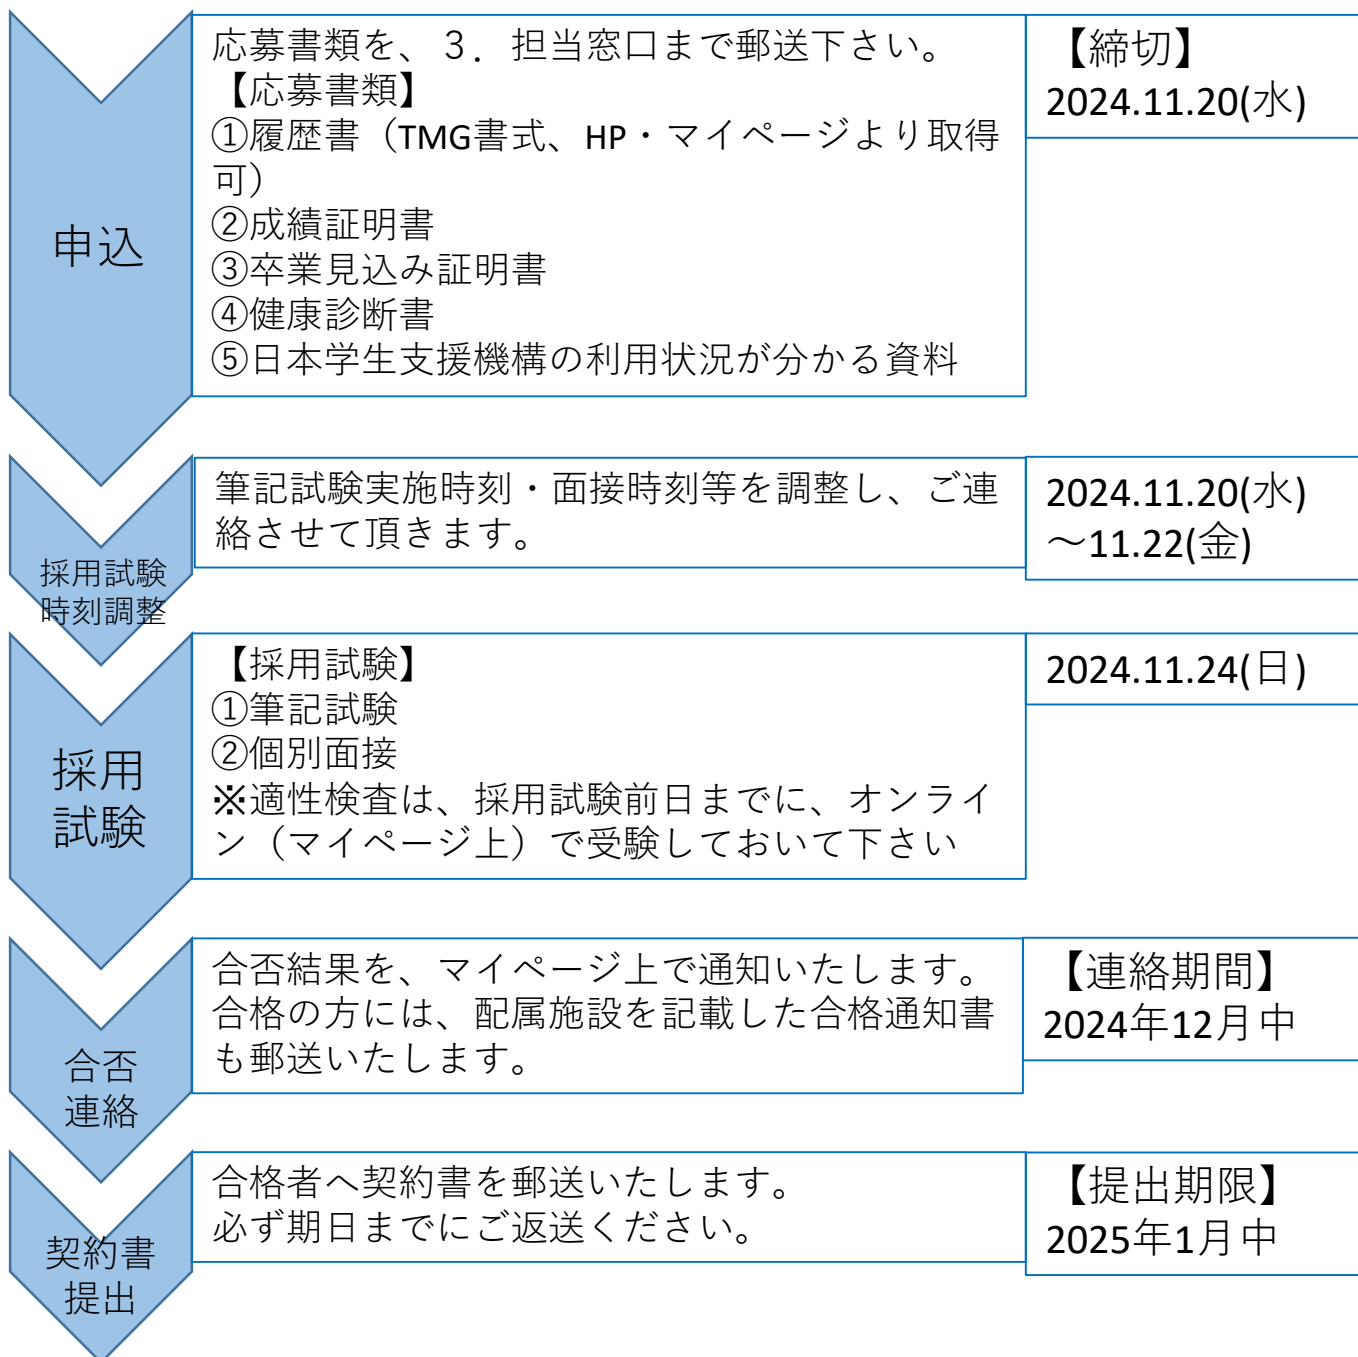 申込
応募書類を、３．担当窓口まで郵送下さい。
【応募書類】
①履歴書（TMG書式、HP・マイページより取得
可）
②成績証明書
③卒業見込み証明書
④健康診断書
⑤日本学生支援機構の利用状況が分かる資料
【締切】
2024.11.20(水)
採用試験
時刻調整
筆記試験実施時刻・面接時刻等を調整し、ご連
絡させて頂きます。
2024.11.20(水)
～11.22(金)
採用
試験
【採用試験】
①筆記試験
②個別面接
※適性検査は、採用試験前日までに、オンライ
ン（マイページ上）で受験しておいて下さい
2024.11.24(日)
合否
連絡
合否結果を、マイページ上で通知いたします。
合格の方には、配属施設を記載した合格通知書
も郵送いたします。
【連絡期間】
2024年12月中
契約書
提出
合格者へ契約書を郵送いたします。
必ず期日までにご返送ください。
【提出期限】
2025年1月中